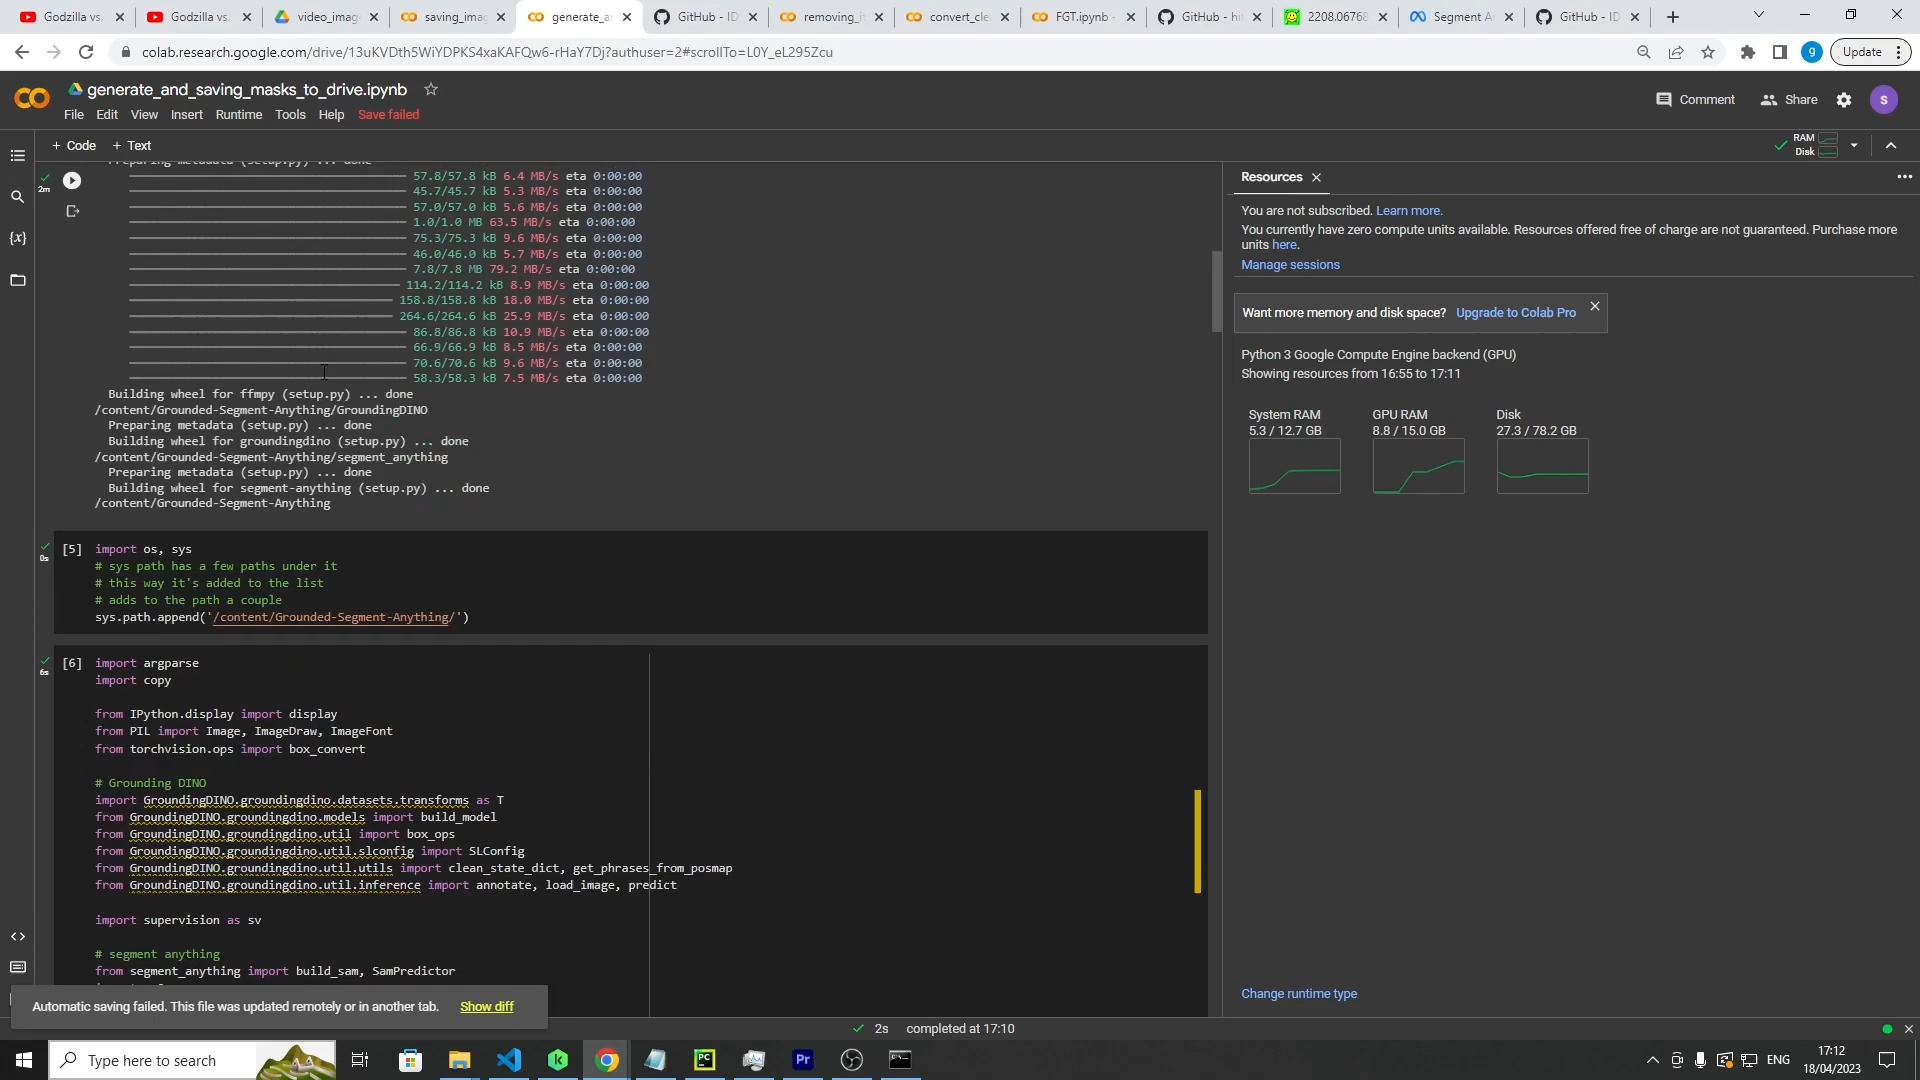 Godzilla vs.
Godzilla vs.
video_imag
saving_imag
generate_a
GitHub - ID
removing_i
convert_cle
FGT.ipynb -
GitHub - hi
2208.06768
Segment A
GitHub - ID
colab.research.google.com/drive/13uKVDth5WiYDPKS4xaKAFQw6-rHaY7Dj?authuser=2#scrollTo=L0Y_eL295Zcu
g
Update
generate_and_saving_masks_to_drive.ipynb
File Edit View Insert Runtime Tools Help Save failed
Comment
Share
S
+ Code + Text
RAM
Disk
Preparing metadata (setup.py) ... done
2m
57.8/57.8 kB 6.4 MB/s eta 0:00:00
45.7/45.7 kB 5.3 MB/s eta 0:00:00
57.0/57.0 kB 5.6 MB/s eta 0:00:00
1.0/1.0 MB 63.5 MB/s eta 0:00:00
75.3/75.3 kB 9.6 MB/s eta 0:00:00
46.0/46.0 kB 5.7 MB/s eta 0:00:00
7.8/7.8 MB 79.2 MB/s eta 0:00:00
114.2/114.2 kB 8.9 MB/s eta 0:00:00
158.8/158.8 kB 18.0 MB/s eta 0:00:00
264.6/264.6 kB 25.9 MB/s eta 0:00:00
86.8/86.8 kB 10.9 MB/s eta 0:00:00
66.9/66.9 kB 8.5 MB/s eta 0:00:00
70.6/70.6 kB 9.6 MB/s eta 0:00:00
58.3/58.3 kB 7.5 MB/s eta 0:00:00
Building wheel for ffmpy (setup.py) ... done
/content/Grounded-Segment-Anything/GroundingDINO
Preparing metadata (setup.py) ... done
Building wheel for groundingdino (setup.py) ... done
/content/Grounded-Segment-Anything/segment_anything
Preparing metadata (setup.py) ... done
Building wheel for segment-anything (setup.py) ... done
/content/Grounded-Segment-Anything
0s
[5] import os, sys
# sys path has a few paths under it
# this way it's added to the list
# adds to the path a couple
sys.path.append('/content/Grounded-Segment-Anything/')
6s
[6] import argparse
import copy
from IPython.display import display
from PIL import Image, ImageDraw, ImageFont
from torchvision.ops import box_convert
# Grounding DINO
import GroundingDINO.groundingdino.datasets.transforms as T
from GroundingDINO.groundingdino.models import build_model
from GroundingDINO.groundingdino.util import box_ops
from GroundingDINO.groundingdino.util.slconfig import SLConfig
from GroundingDINO.groundingdino.util.utils import clean_state_dict, get_phrases_from_posmap
from GroundingDINO.groundingdino.util.inference import annotate, load_image, predict
import supervision as sv
# segment anything
from segment_anything import build_sam, SamPredictor
Automatic saving failed. This file was updated remotely or in another tab. Show diff
Resources
You are not subscribed. Learn more.
You currently have zero compute units available. Resources offered free of charge are not guaranteed. Purchase more
units here.
Manage sessions
Want more memory and disk space? Upgrade to Colab Pro
Python 3 Google Compute Engine backend (GPU)
Showing resources from 16:55 to 17:11
System RAM
5.3 / 12.7 GB
GPU RAM
8.8 / 15.0 GB
Disk
27.3 / 78.2 GB
Change runtime type
2s completed at 17:10
Type here to search
PC
Pr
ENG
17:12
18/04/2023